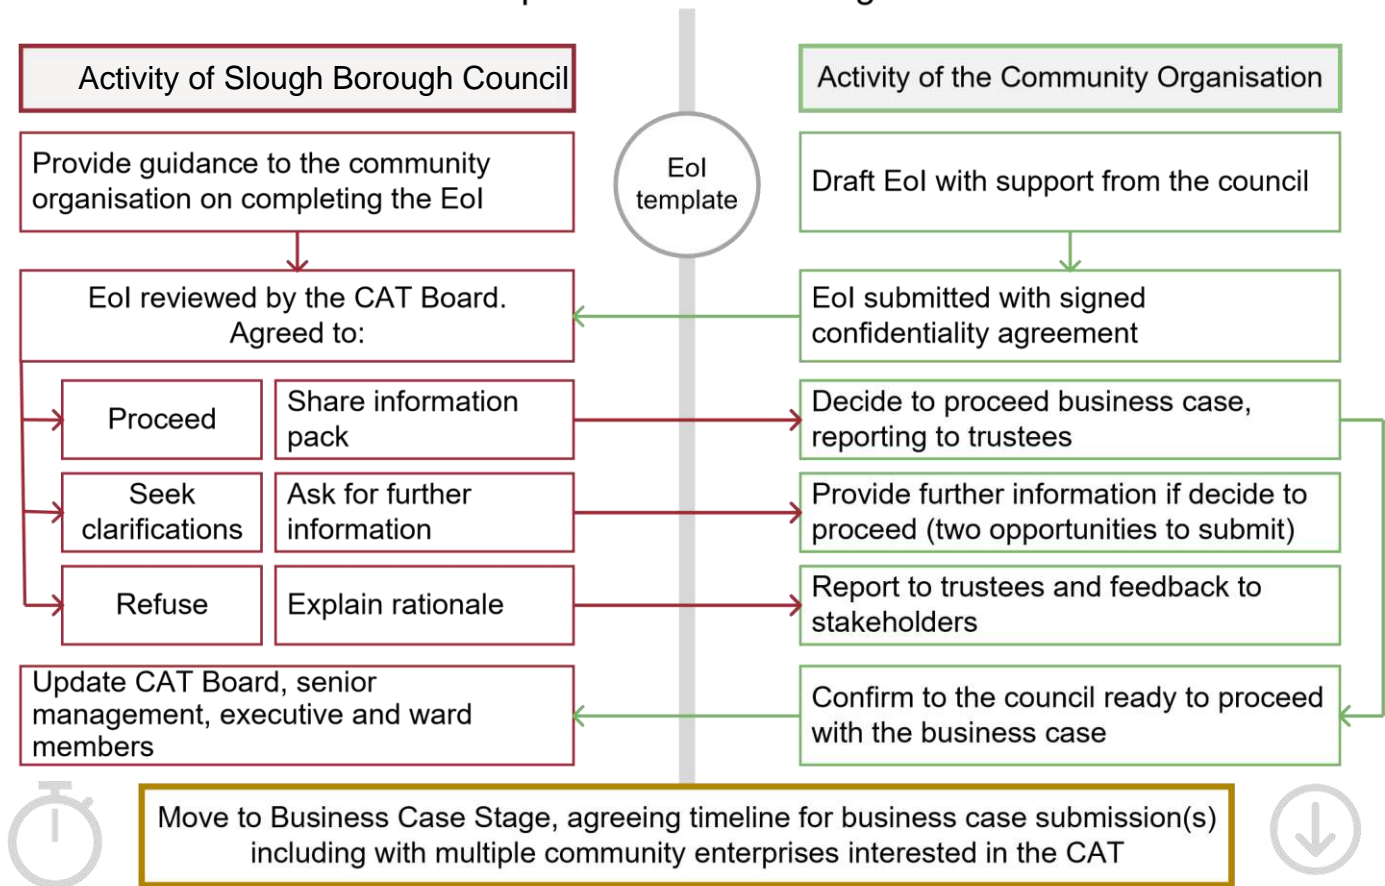 Activity of Slough Borough Council
Activity of the Community Organisation
Provide guidance to the community
organisation on completing the EoI
EoI
template
Draft EoI with support from the council
EoI reviewed by the CAT Board.
Agreed to:
EoI submitted with signed
confidentiality agreement
Proceed
Share information
pack
Decide to proceed business case,
reporting to trustees
Seek
clarifications
Ask for further
information
Provide further information if decide to
proceed (two opportunities to submit)
Refuse
Explain rationale
Report to trustees and feedback to
stakeholders
Update CAT Board, senior
management, executive and ward
members
Confirm to the council ready to proceed
with the business case
Move to Business Case Stage, agreeing timeline for business case submission(s)
including with multiple community enterprises interested in the CAT